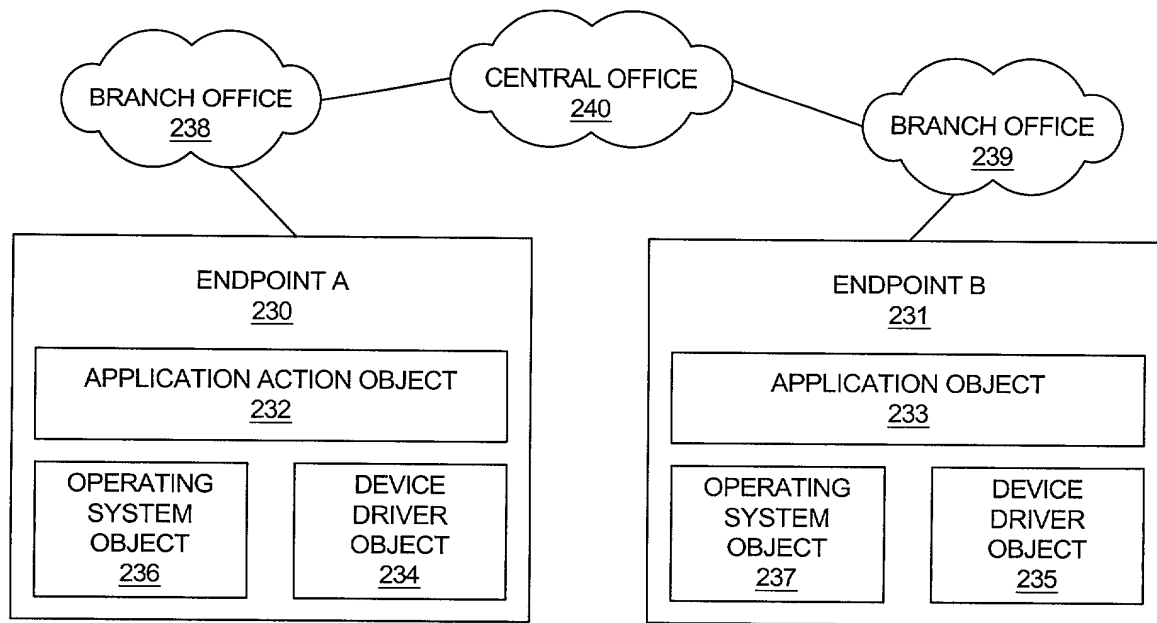 BRANCH OFFICE
238
CENTRAL OFFICE
240
BRANCH OFFICE
239
ENDPOINT A
230
APPLICATION ACTION OBJECT
232
OPERATING
SYSTEM
OBJECT
236
DEVICE
DRIVER
OBJECT
234
ENDPOINT B
231
APPLICATION OBJECT
233
OPERATING
SYSTEM
OBJECT
237
DEVICE
DRIVER
OBJECT
235